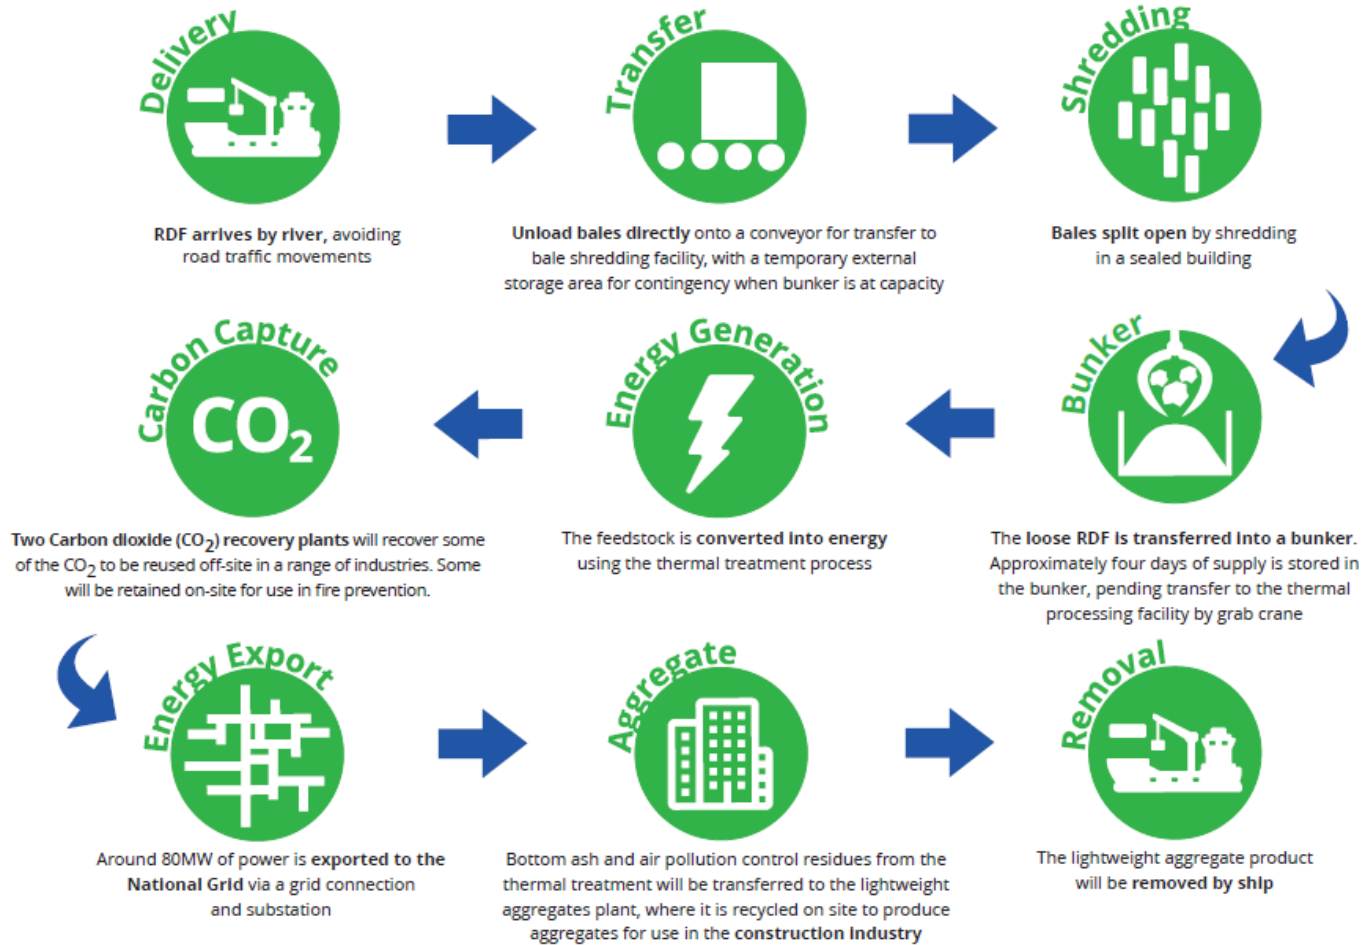 Delivery
RDF arrives by river, avoiding
road traffic movements
Transfer
Unload bales directly onto a conveyor for transfer to
bale shredding facility, with a temporary external
storage area for contingency when bunker is at capacity
Shredding
Bales split open by shredding
in a sealed building
Bunker
The loose RDF is transferred into a bunker.
Approximately four days of supply is stored in
the bunker, pending transfer to the thermal
processing facility by grab crane
Energy Generation
The feedstock is converted into energy
using the thermal treatment process
Carbon Capture
CO2
Two Carbon dioxide (CO2) recovery plants will recover some
of the CO2 to be reused off-site in a range of industries. Some
will be retained on-site for use in fire prevention.
Energy Export
Around 80MW of power is exported to the
National Grid via a grid connection
and substation
Aggregate
Bottom ash and air pollution control residues from the
thermal treatment will be transferred to the lightweight
aggregates plant, where it is recycled on site to produce
aggregates for use in the construction industry
Removal
The lightweight aggregate product
will be removed by ship